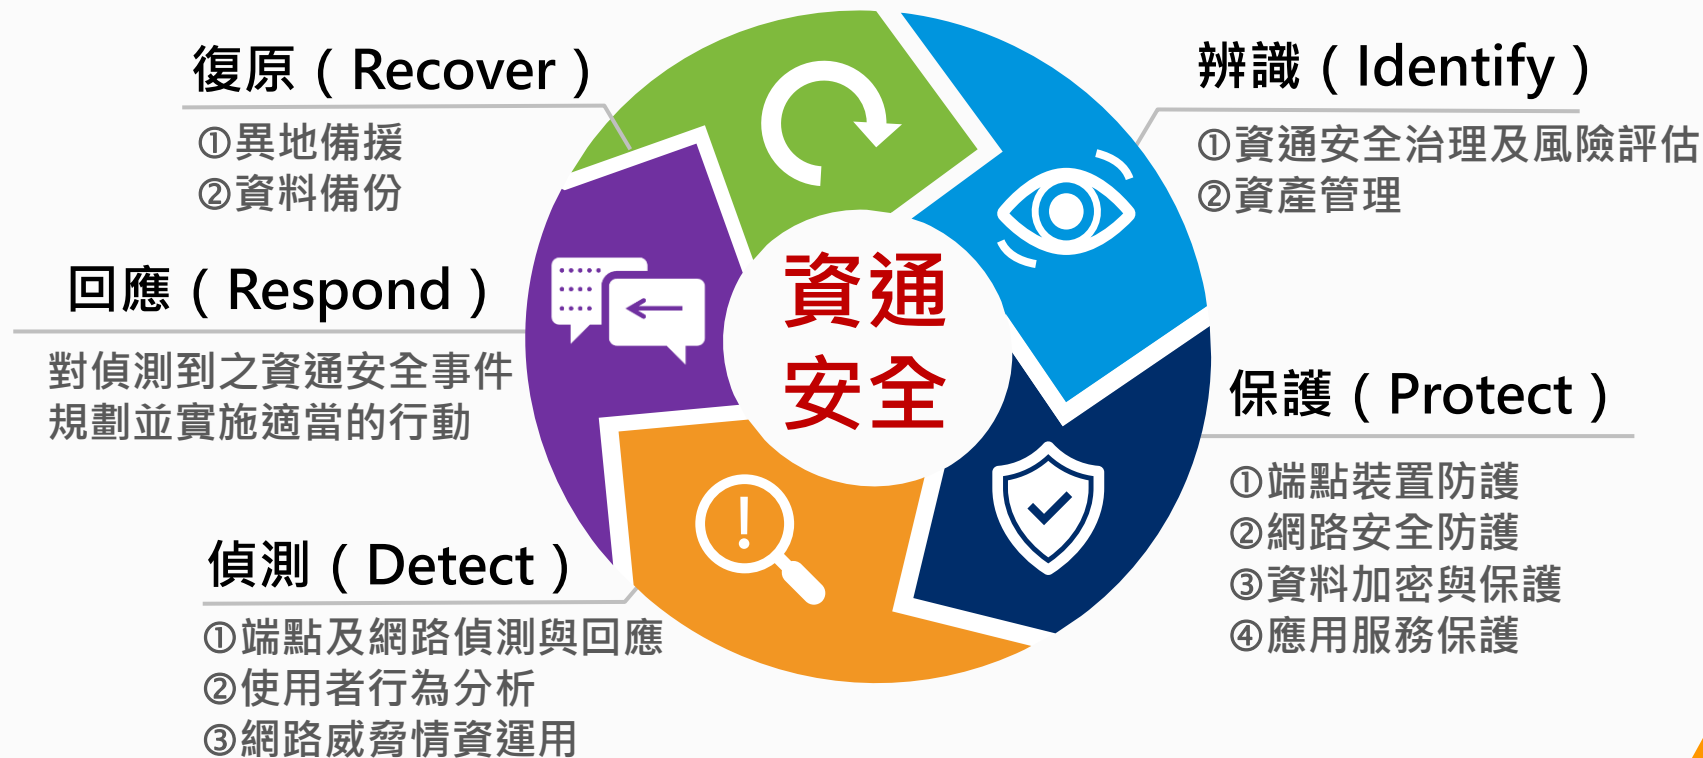 復原（Recover）
①異地備援
②資料備份
辨識（Identify）
①資通安全治理及風險評估
②資產管理
回應（Respond）
對偵測到之資通安全事件
規劃並實施適當的行動
資通
安全
保護（Protect）
①端點裝置防護
②網路安全防護
③資料加密與保護
④應用服務保護
偵測（Detect）
①端點及網路偵測與回應
②使用者行為分析
③網路威脅情資運用